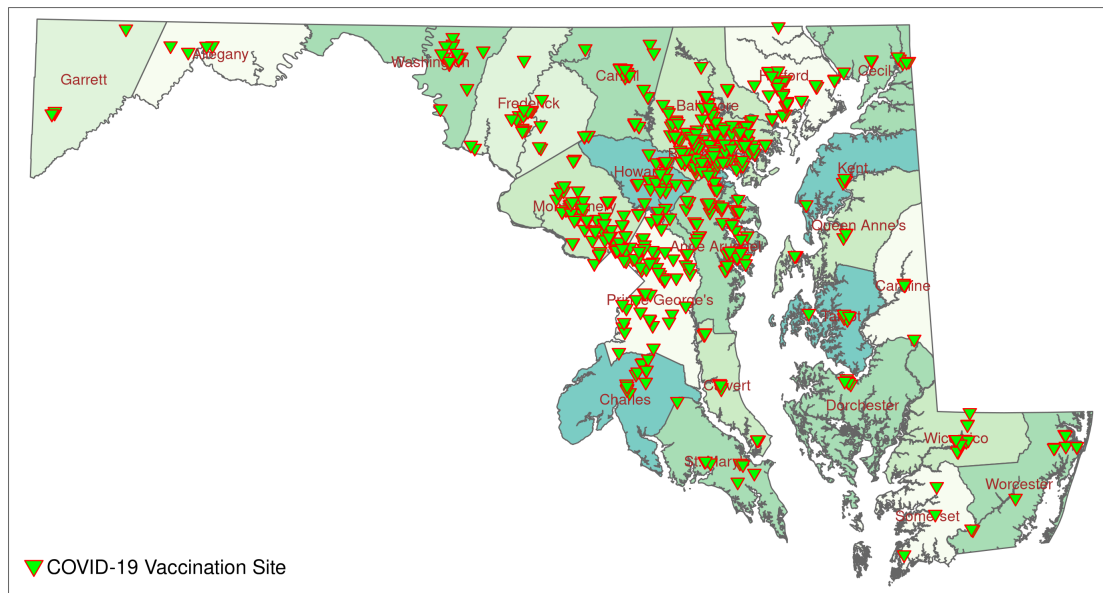 Garrett
Allegany
Washington
Frederick
Carroll
Baltimore
Harford
Cecil
Howard
Kent
Montgomery
Queen Anne's
Anne Arundel
Prince George's
Caroline
Talbot
Calvert
Charles
Dorchester
St. Mary's
Wicomico
Worcester
Somerset
COVID-19 Vaccination Site